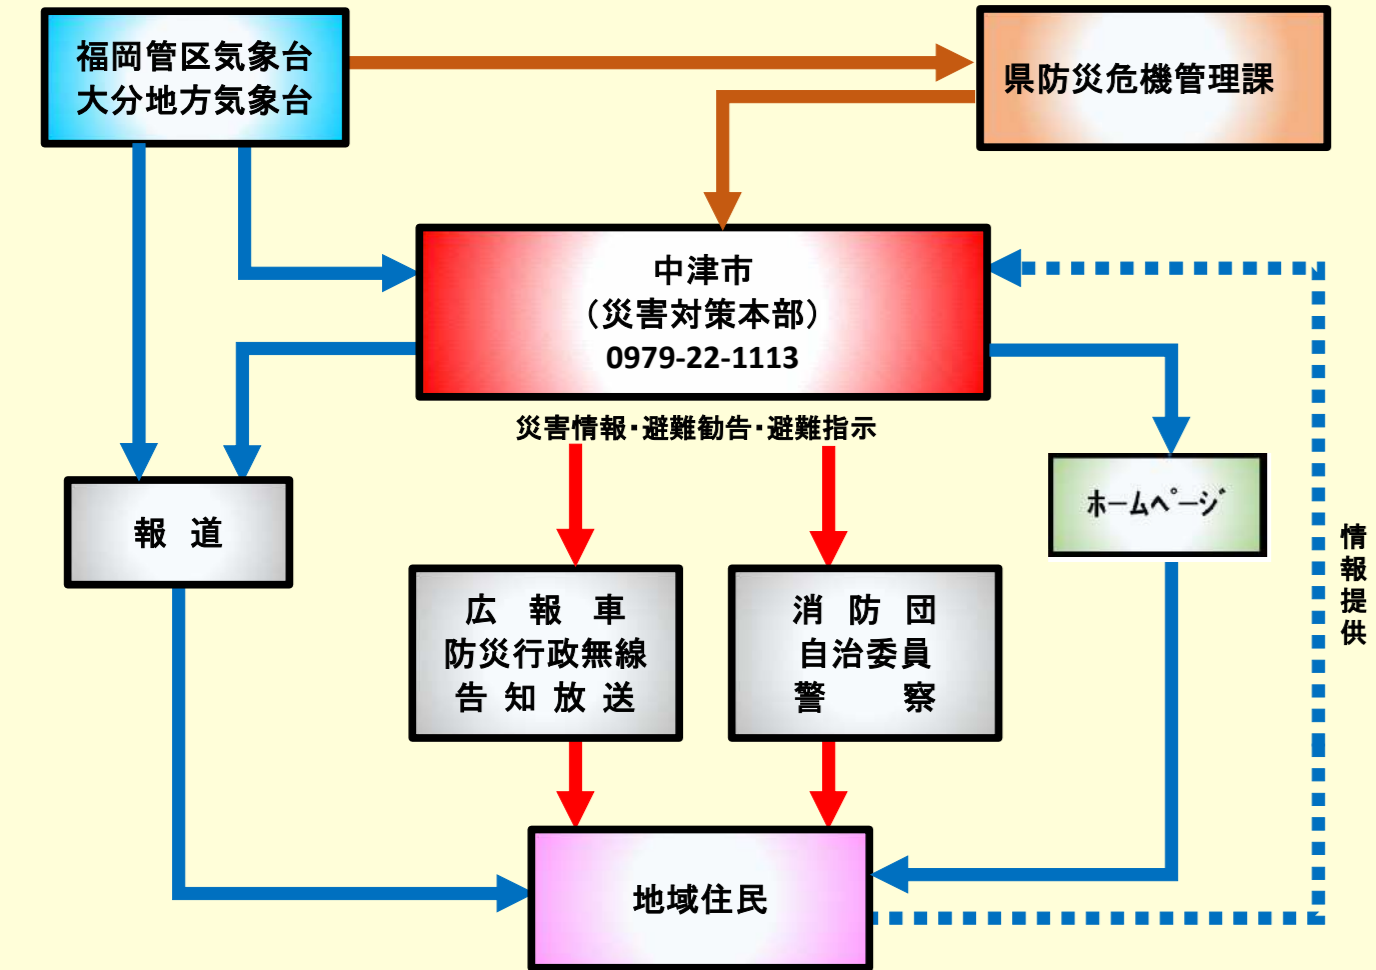 福岡管区気象台
大分地方気象台
県防災危機管理課
中津市
（災害対策本部）
0979-22-1113
災害情報・避難勧告・避難指示
報 道
ﾎｰﾑﾍﾟｰｼﾞ
広 報 車
防災行政無線
告 知 放 送
消 防 団
自治委員
警 察
情報提供
地域住民